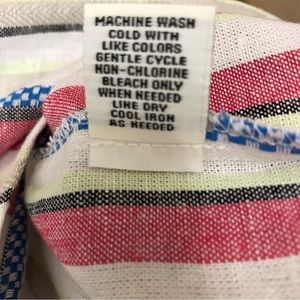 MACHINE WASH
COLD WITH
LIKE COLORS
GENTLE CYCLE
NON-CHLORINE
BLEACH ONLY
WHEN NEEDED
LINE DRY
COOL IRON
AS NEEDED